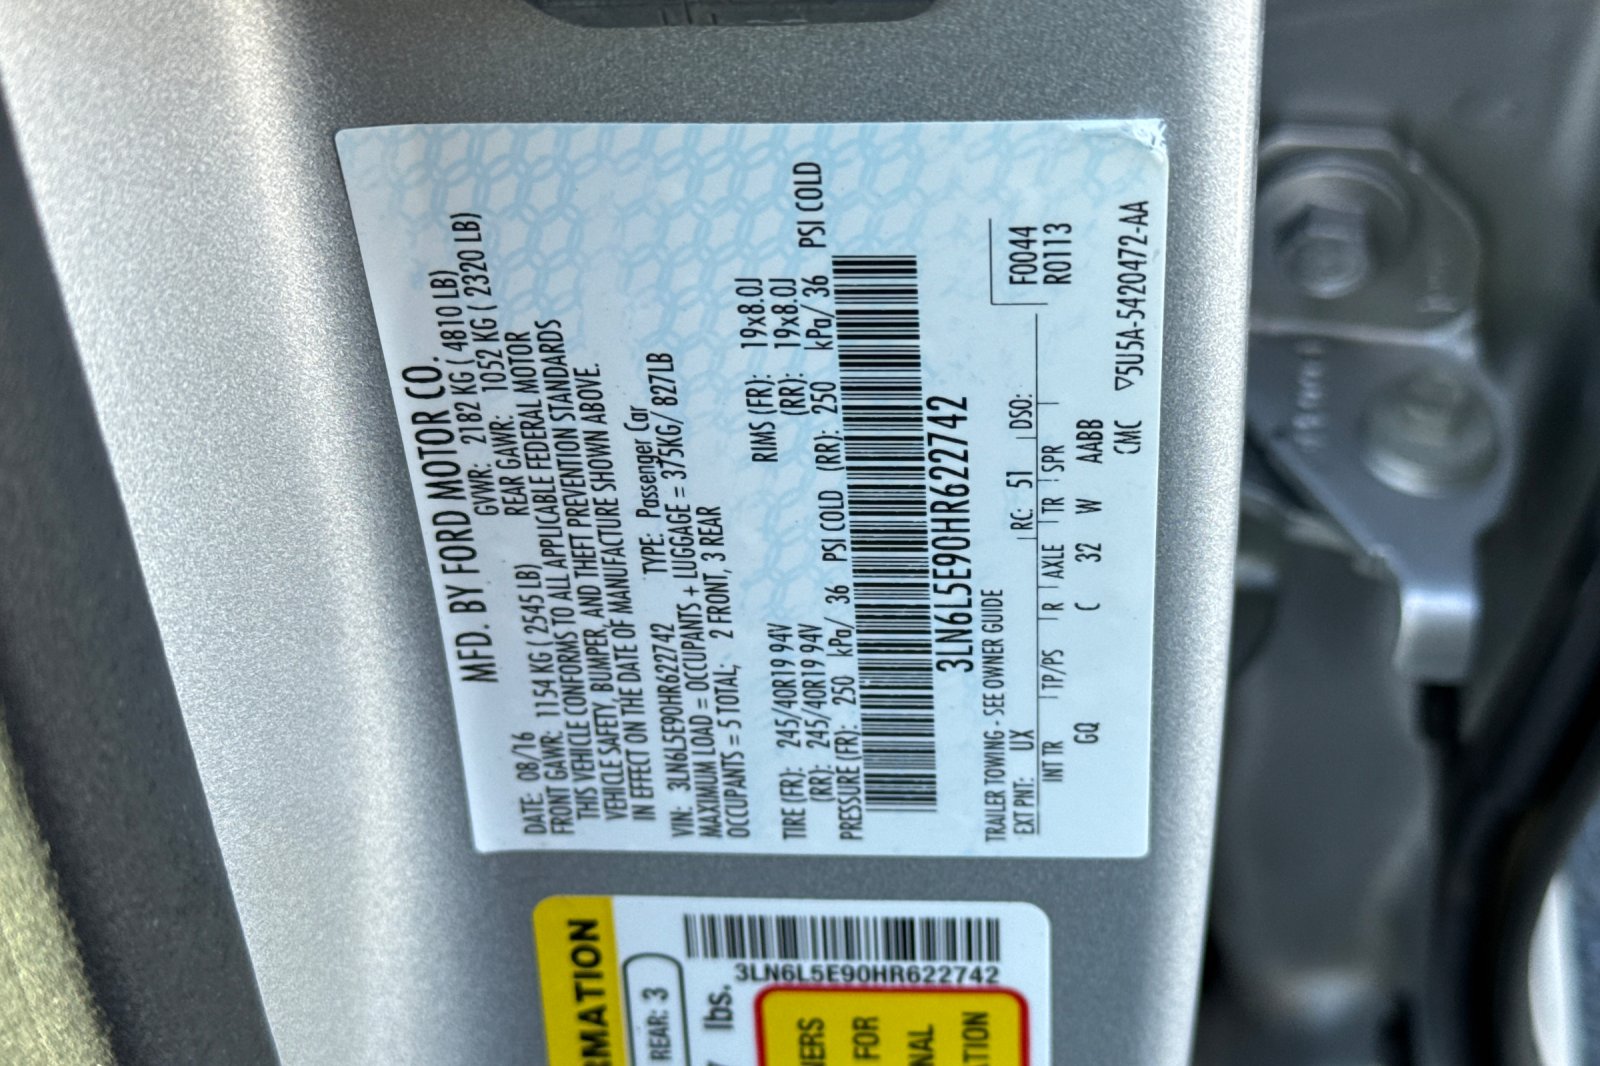 MFD. BY FORD MOTOR CO.
DATE: 08/16 GVWR: 2182 KG ( 4810 LB)
FRONT GAWR: 1154 KG (2545 LB) REAR GAWR: 1052 KG ( 2320 LB)
THIS VEHICLE CONFORMS TO ALL APPLICABLE FEDERAL MOTOR
VEHICLE SAFETY, BUMPER, AND THEFT PREVENTION STANDARDS
IN EFFECT ON THE DATE OF MANUFACTURE SHOWN ABOVE.
VIN: 3LN6L5E90HR622742 TYPE: Passenger Car
MAXIMUM LOAD = OCCUPANTS + LUGGAGE = 375KG/ 827LB
OCCUPANTS = 5 TOTAL; 2 FRONT, 3 REAR
TIRE (FR): 245/40R19 94V RIMS (FR): 19x8.0J
(RR): 245/40R19 94V (RR): 19x8.0J
PRESSURE (FR): 250 kPa/ 36 PSI COLD (RR): 250 kPa/ 36 PSI COLD
3LN6L5E90HR622742
TRAILER TOWING - SEE OWNER GUIDE
F0044
R0113
EXT PNT: UX RC: 51 DSO:
INT TR TP/PS R AXLE TR SPR
GQ C 32 W AABB
CMC ▽5U5A-5420472-AA
RMATION
REAR: 3
lbs.
3LN6L5E90HR622742
FOR